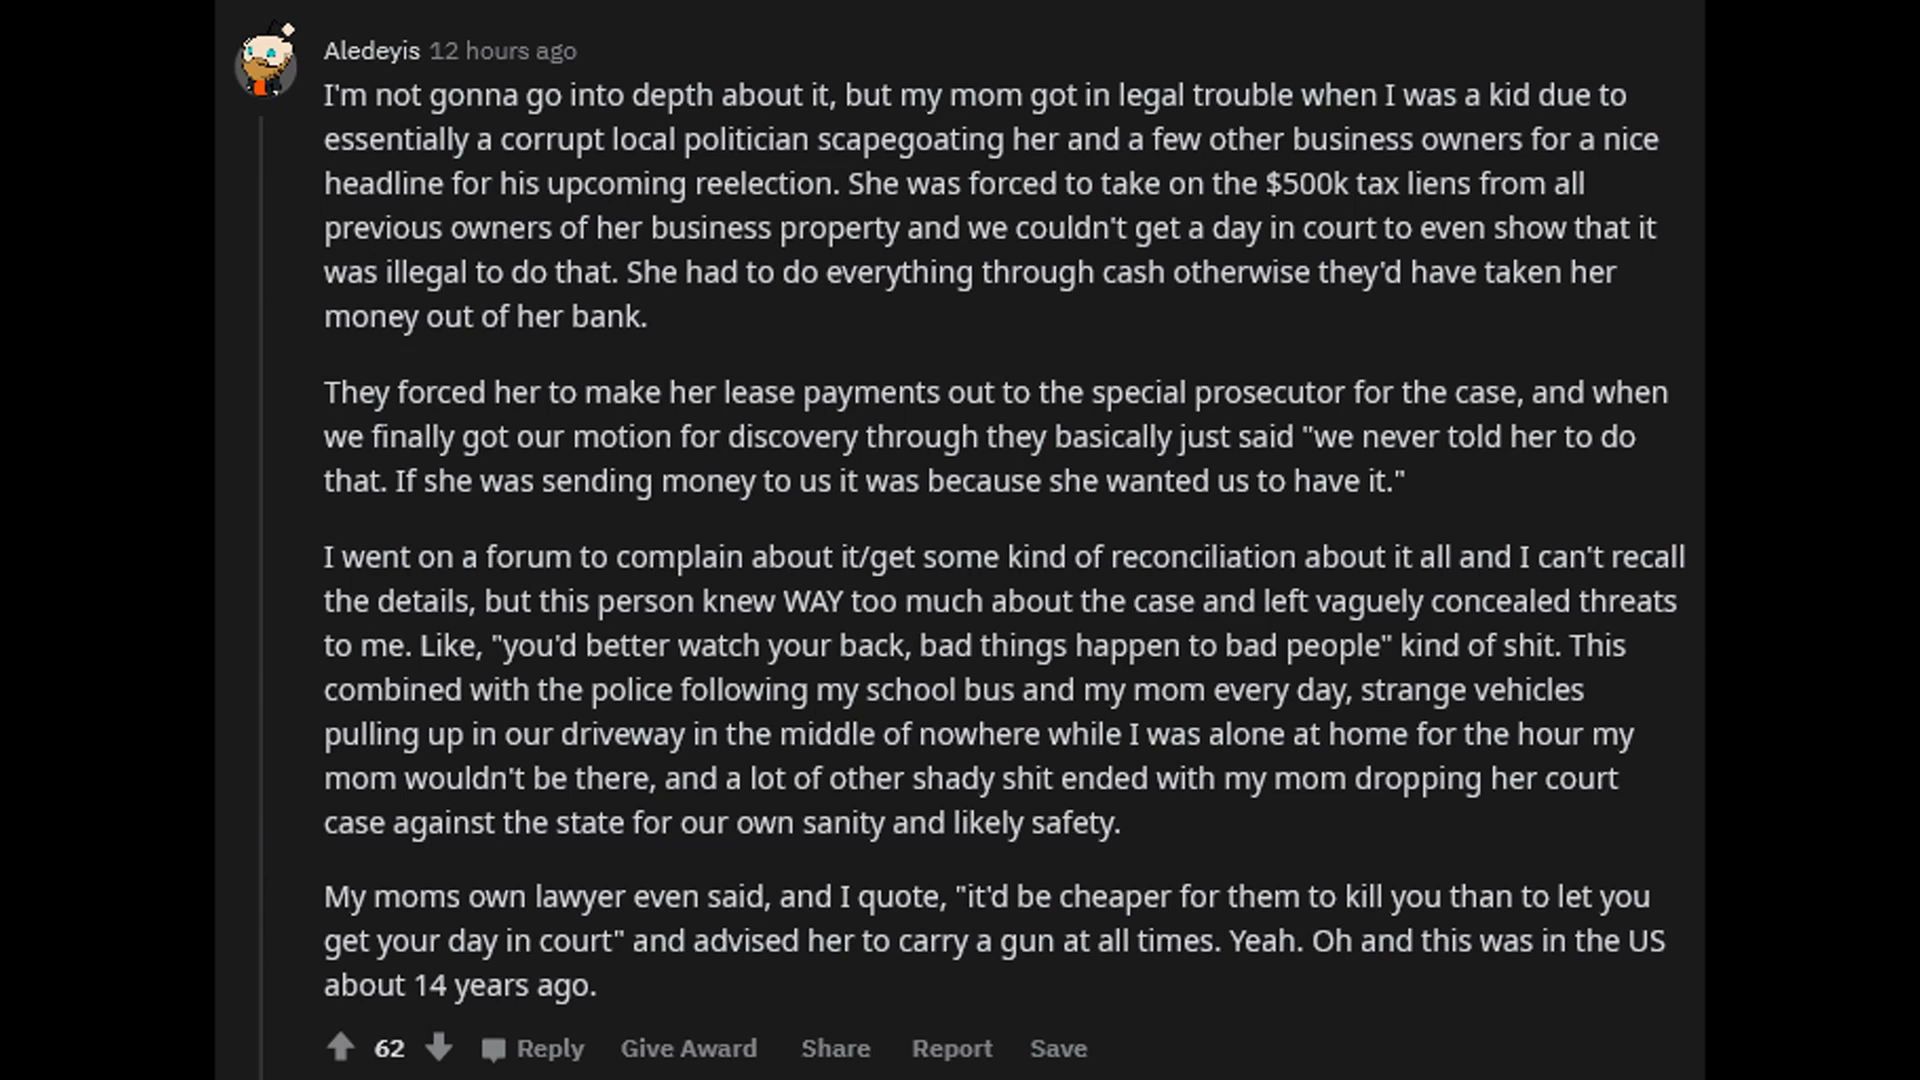 Aledeyis 12 hours ago
I'm not gonna go into depth about it, but my mom got in legal trouble when I was a kid due to
essentially a corrupt local politician scapegoating her and a few other business owners for a nice
headline for his upcoming reelection. She was forced to take on the $500k tax liens from all
previous owners of her business property and we couldn't get a day in court to even show that it
was illegal to do that. She had to do everything through cash otherwise they'd have taken her
money out of her bank.
They forced her to make her lease payments out to the special prosecutor for the case, and when
we finally got our motion for discovery through they basically just said "we never told her to do
that. If she was sending money to us it was because she wanted us to have it."
I went on a forum to complain about it/get some kind of reconciliation about it all and I can't recall
the details, but this person knew WAY too much about the case and left vaguely concealed threats
to me. Like, "you'd better watch your back, bad things happen to bad people" kind of shit. This
combined with the police following my school bus and my mom every day, strange vehicles
pulling up in our driveway in the middle of nowhere while I was alone at home for the hour my
mom wouldn't be there, and a lot of other shady shit ended with my mom dropping her court
case against the state for our own sanity and likely safety.
My moms own lawyer even said, and I quote, "it'd be cheaper for them to kill you than to let you
get your day in court" and advised her to carry a gun at all times. Yeah. Oh and this was in the US
about 14 years ago.
62 Reply Give Award Share Report Save